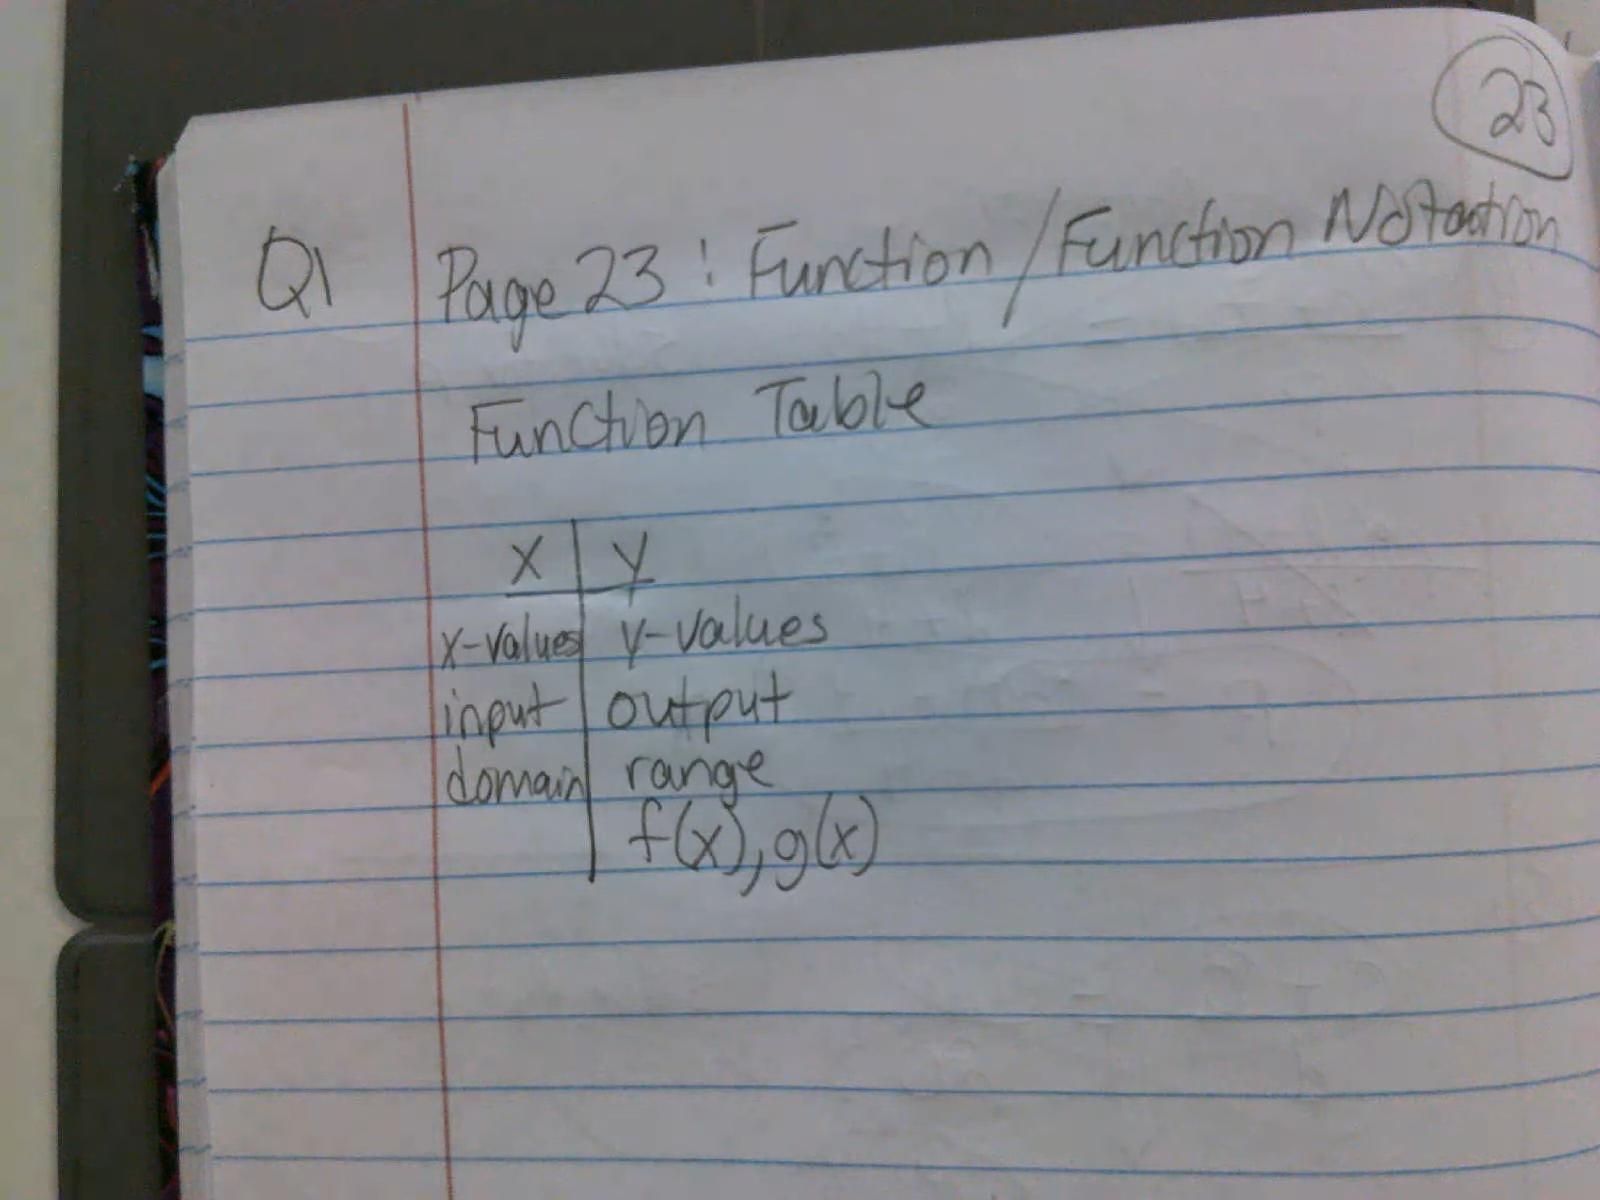 23
Q1 Page 23: Function/Function Notation
Function Table
x y
x-values y-values
input output
domain range
f(x), g(x)